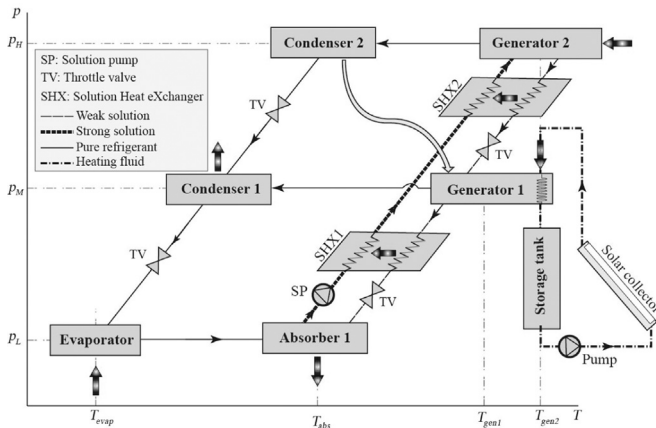 p
p_H
Condenser 2
Generator 2
SP: Solution pump
TV: Throttle valve
SHX: Solution Heat eXchanger
Weak solution
Strong solution
Pure refrigerant
Heating fluid
TV
SHX2
TV
p_M
Condenser 1
Generator 1
TV
SHX1
SP
TV
Storage tank
Solar collector
p_L
Evaporator
Absorber 1
Pump
T_evap
T_abs
T_gen1
T_gen2
T